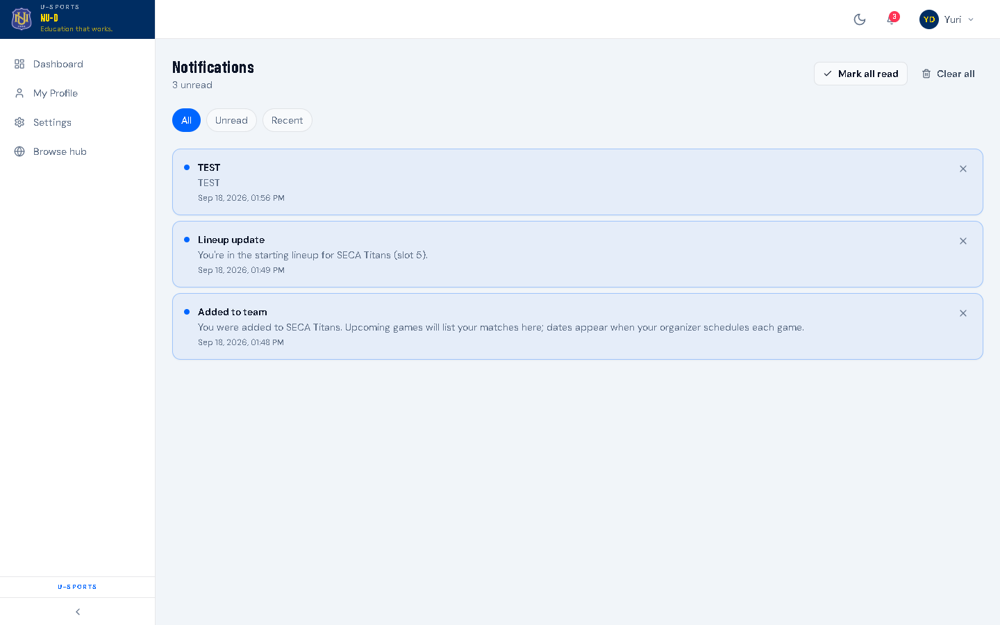 U-SPORTS
NU-D
Education that works.
3
YD
Yuri
Dashboard
My Profile
Settings
Browse hub
Notifications
3 unread
Mark all read
Clear all
All
Unread
Recent
TEST
TEST
Sep 18, 2026, 01:56 PM
Lineup update
You're in the starting lineup for SECA Titans (slot 5).
Sep 18, 2026, 01:49 PM
Added to team
You were added to SECA Titans. Upcoming games will list your matches here; dates appear when your organizer schedules each game.
Sep 18, 2026, 01:48 PM
U-SPORTS